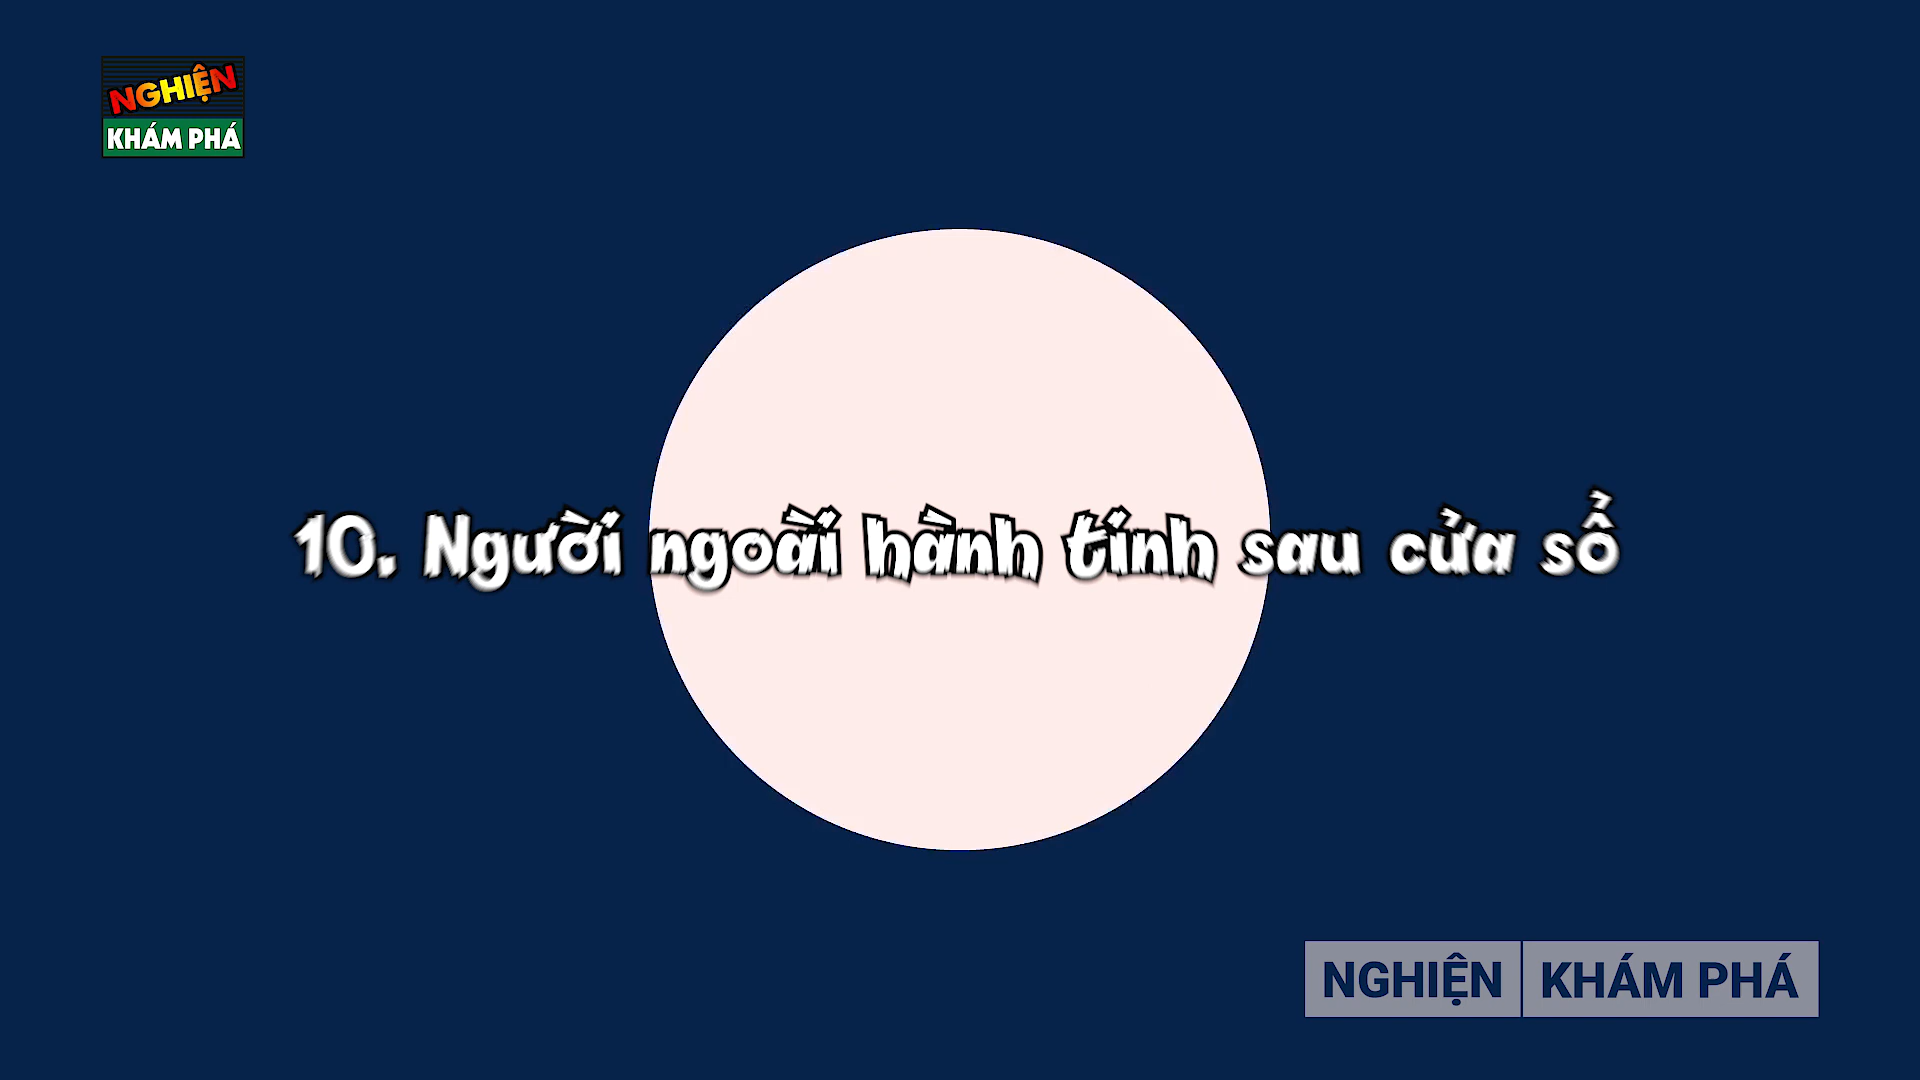 NGHIỆN
KHÁM PHÁ
10. Người ngoài hành tinh sau cửa sổ
NGHIỆN KHÁM PHÁ